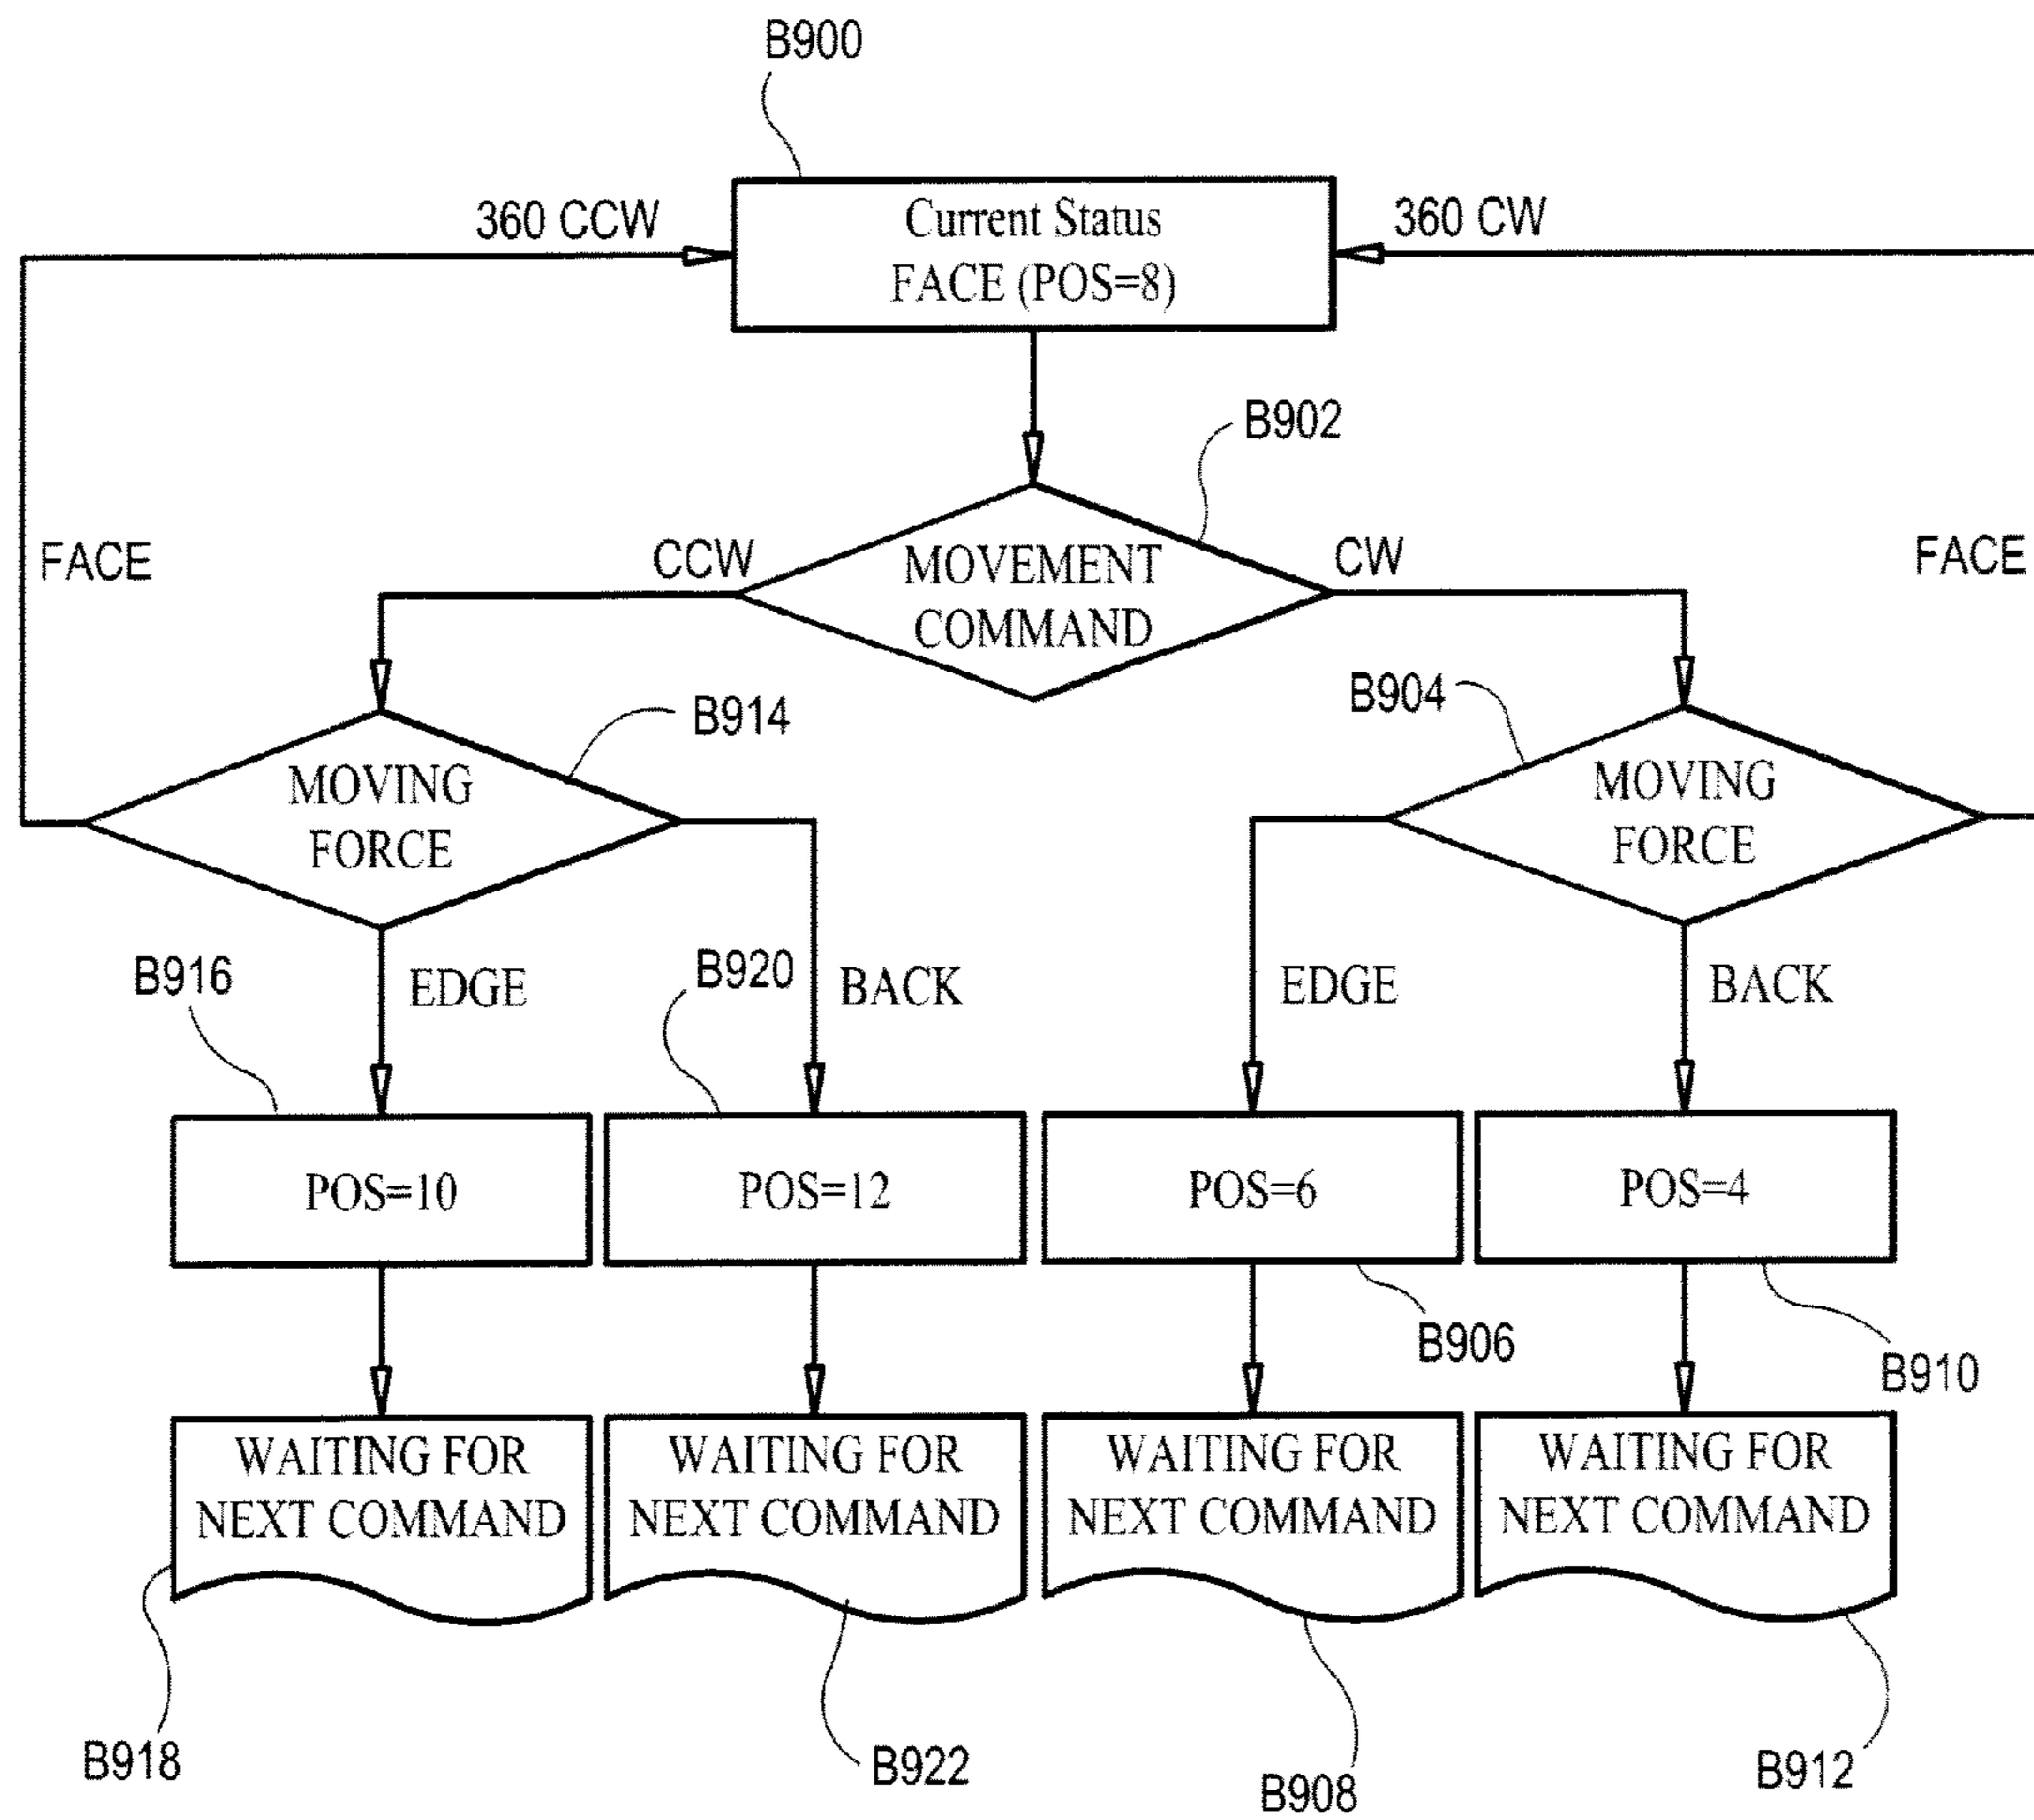 B900
360 CCW
Current Status
FACE (POS=8)
360 CW
B902
FACE
CCW
MOVEMENT
COMMAND
CW
FACE
B914
B904
MOVING
FORCE
MOVING
FORCE
B916
EDGE
B920
BACK
EDGE
BACK
POS=10
POS=12
POS=6
POS=4
B906
B910
WAITING FOR
NEXT COMMAND
WAITING FOR
NEXT COMMAND
WAITING FOR
NEXT COMMAND
WAITING FOR
NEXT COMMAND
B918
B922
B908
B912